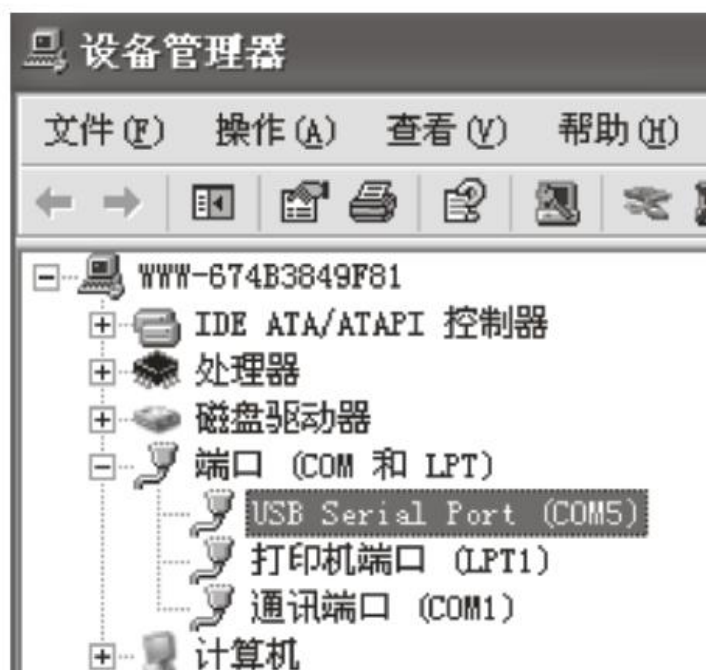 设备管理器
文件(F) 操作(A) 查看(V) 帮助(H)
WWW-674B3849F81
IDE ATA/ATAPI 控制器
处理器
磁盘驱动器
端口 (COM 和 LPT)
USB Serial Port (COM5)
打印机端口 (LPT1)
通讯端口 (COM1)
计算机